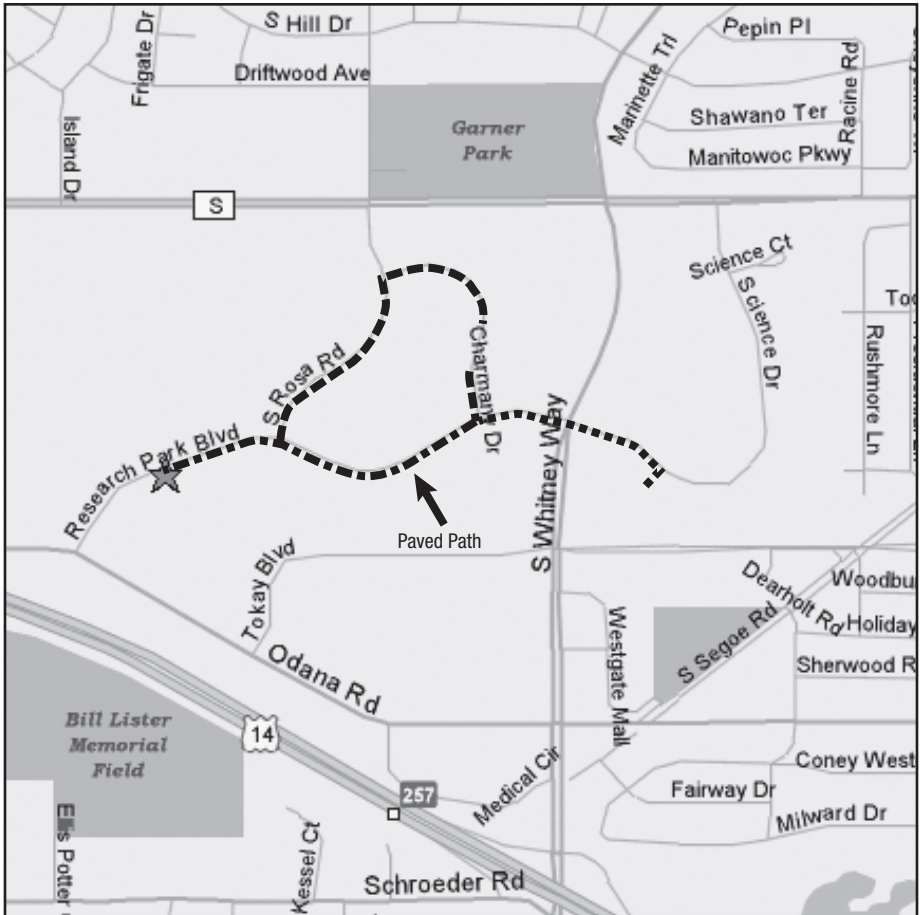 S Hill Dr
Pepin Pl
Frigate Dr
Driftwood Ave
Marinette Trl
Racine Rd
Garner
Park
Shawano Ter
Island Dr
Manitowoc Pkwy
S
Science Ct
S cience Dr
Rushmore Ln
Charmany Dr
S Rosa Rd
Research Park Blvd
S Whitney Way
Paved Path
Tokay Blvd
Dearholt Rd
Woodbu
Holiday
Westgate Mall
S Segoe Rd
Sherwood R
Odana Rd
Bill Lister
Memorial
Field
14
Coney West
257
Medical Cir
Fairway Dr
Milward Dr
Kessel Ct
Schroeder Rd